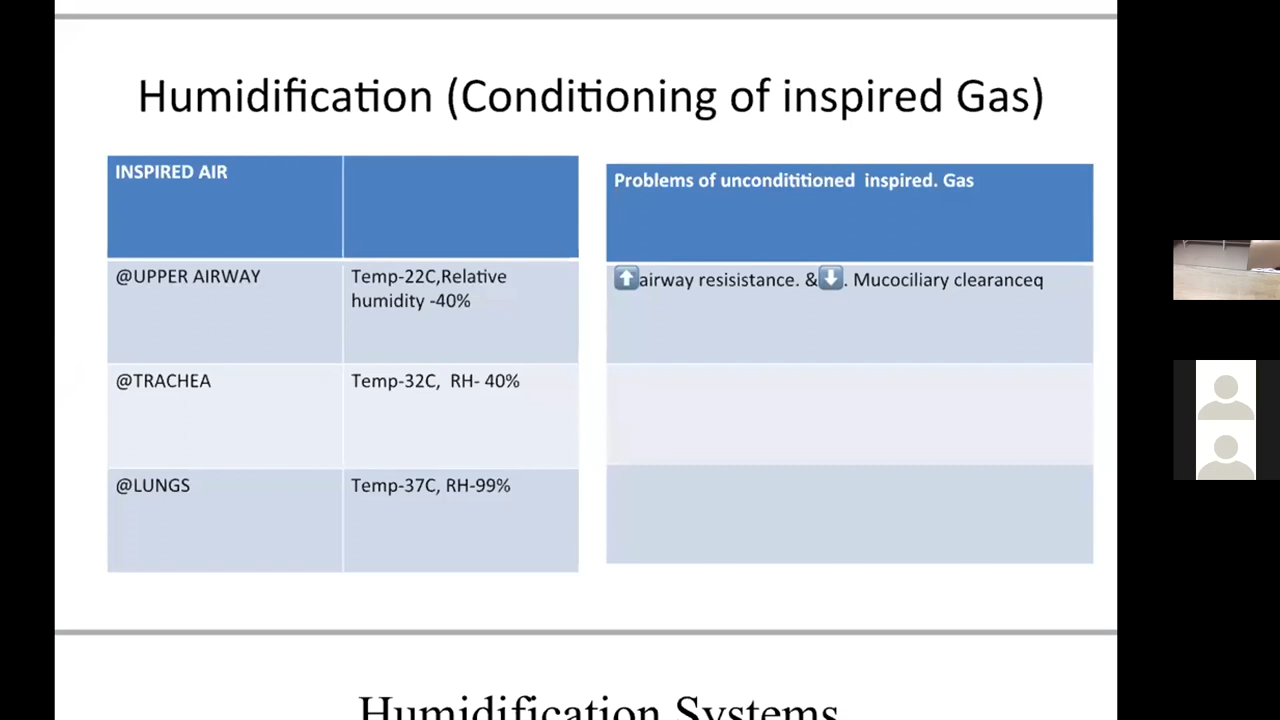 Humidification (Conditioning of inspired Gas)
INSPIRED AIR
@UPPER AIRWAY
Temp-22C,Relative
humidity -40%
@TRACHEA
Temp-32C, RH- 40%
@LUNGS
Temp-37C, RH-99%
Problems of uncondititioned inspired. Gas
⬆️airway resisistance. &⬇️. Mucociliary clearanceq
Humidification Systems